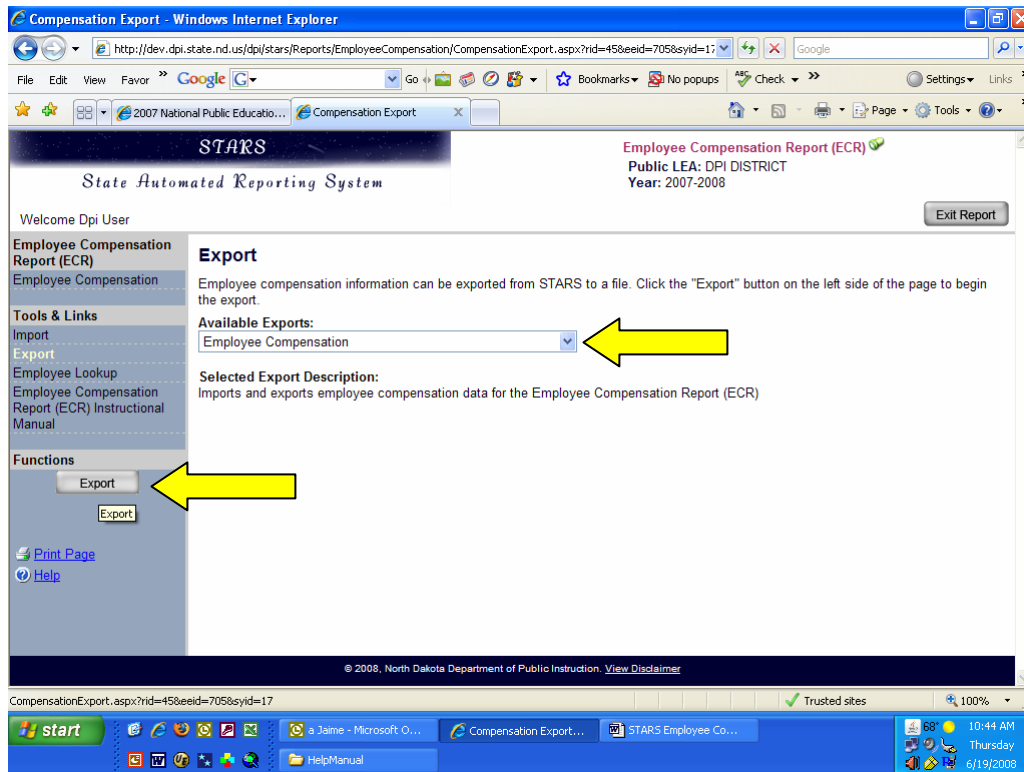 Compensation Export - Windows Internet Explorer
http://dev.dpi.state.nd.us/dpi/stars/Reports/EmployeeCompensation/CompensationExport.aspx?rid=45&eeid=705&syid=17
Google
File Edit View Favor » Google G Go Bookmarks No popups Check » Settings Links »
2007 National Public Educatio... Compensation Export x Page Tools
STARS
State Automated Reporting System
Employee Compensation Report (ECR)
Public LEA: DPI DISTRICT
Year: 2007-2008
Welcome Dpi User
Exit Report
Employee Compensation
Report (ECR)
Employee Compensation
Tools & Links
Import
Export
Employee Lookup
Employee Compensation
Report (ECR) Instructional
Manual
Functions
Export
Export
Print Page
Help
Export
Employee compensation information can be exported from STARS to a file. Click the "Export" button on the left side of the page to begin
the export.
Available Exports:
Employee Compensation
Selected Export Description:
Imports and exports employee compensation data for the Employee Compensation Report (ECR)
© 2008, North Dakota Department of Public Instruction. View Disclaimer
CompensationExport.aspx?rid=45&eeid=705&syid=17 Trusted sites 100%
start a Jaime - Microsoft O... Compensation Export... STARS Employee Co... 68° 10:44 AM
Thursday
HelpManual 6/19/2008